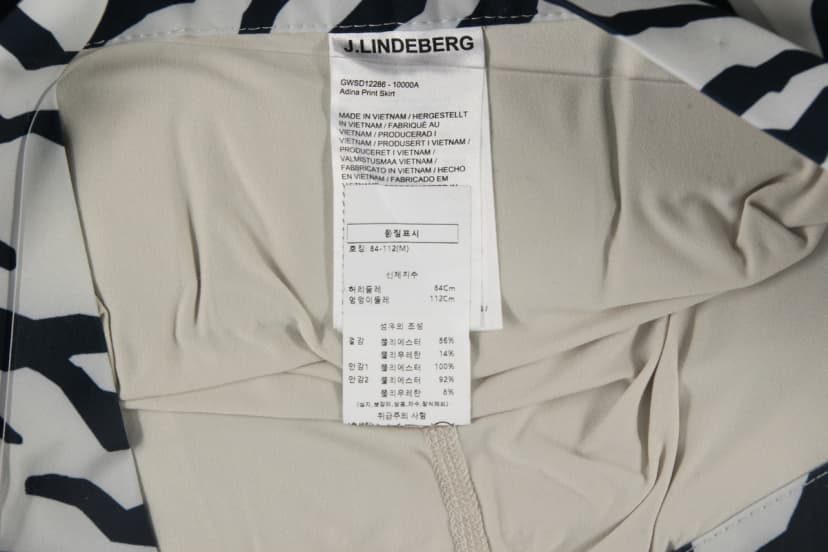 J.LINDEBERG
GWSD12286 - 10000A
Adina Print Skirt
MADE IN VIETNAM / HERGESTELLT
IN VIETNAM / FABRIQUÉ AU
VIETNAM / PRODUCERAD I
VIETNAM / PRODUSERT I VIETNAM /
PRODUCERET I VIETNAM /
VALMISTUSMAA VIETNAM /
FABBRICATO IN VIETNAM / HECHO
EN VIETNAM / FABRICADO EM
품질표시
호칭: 84-112(M)
신체치수
허리둘레 84Cm
엉덩이둘레 112Cm
섬유의 조성
겉감 폴리에스터 86%
폴리우레탄 14%
안감1 폴리에스터 100%
안감2 폴리에스터 92%
폴리우레탄 8%
취급주의 사항